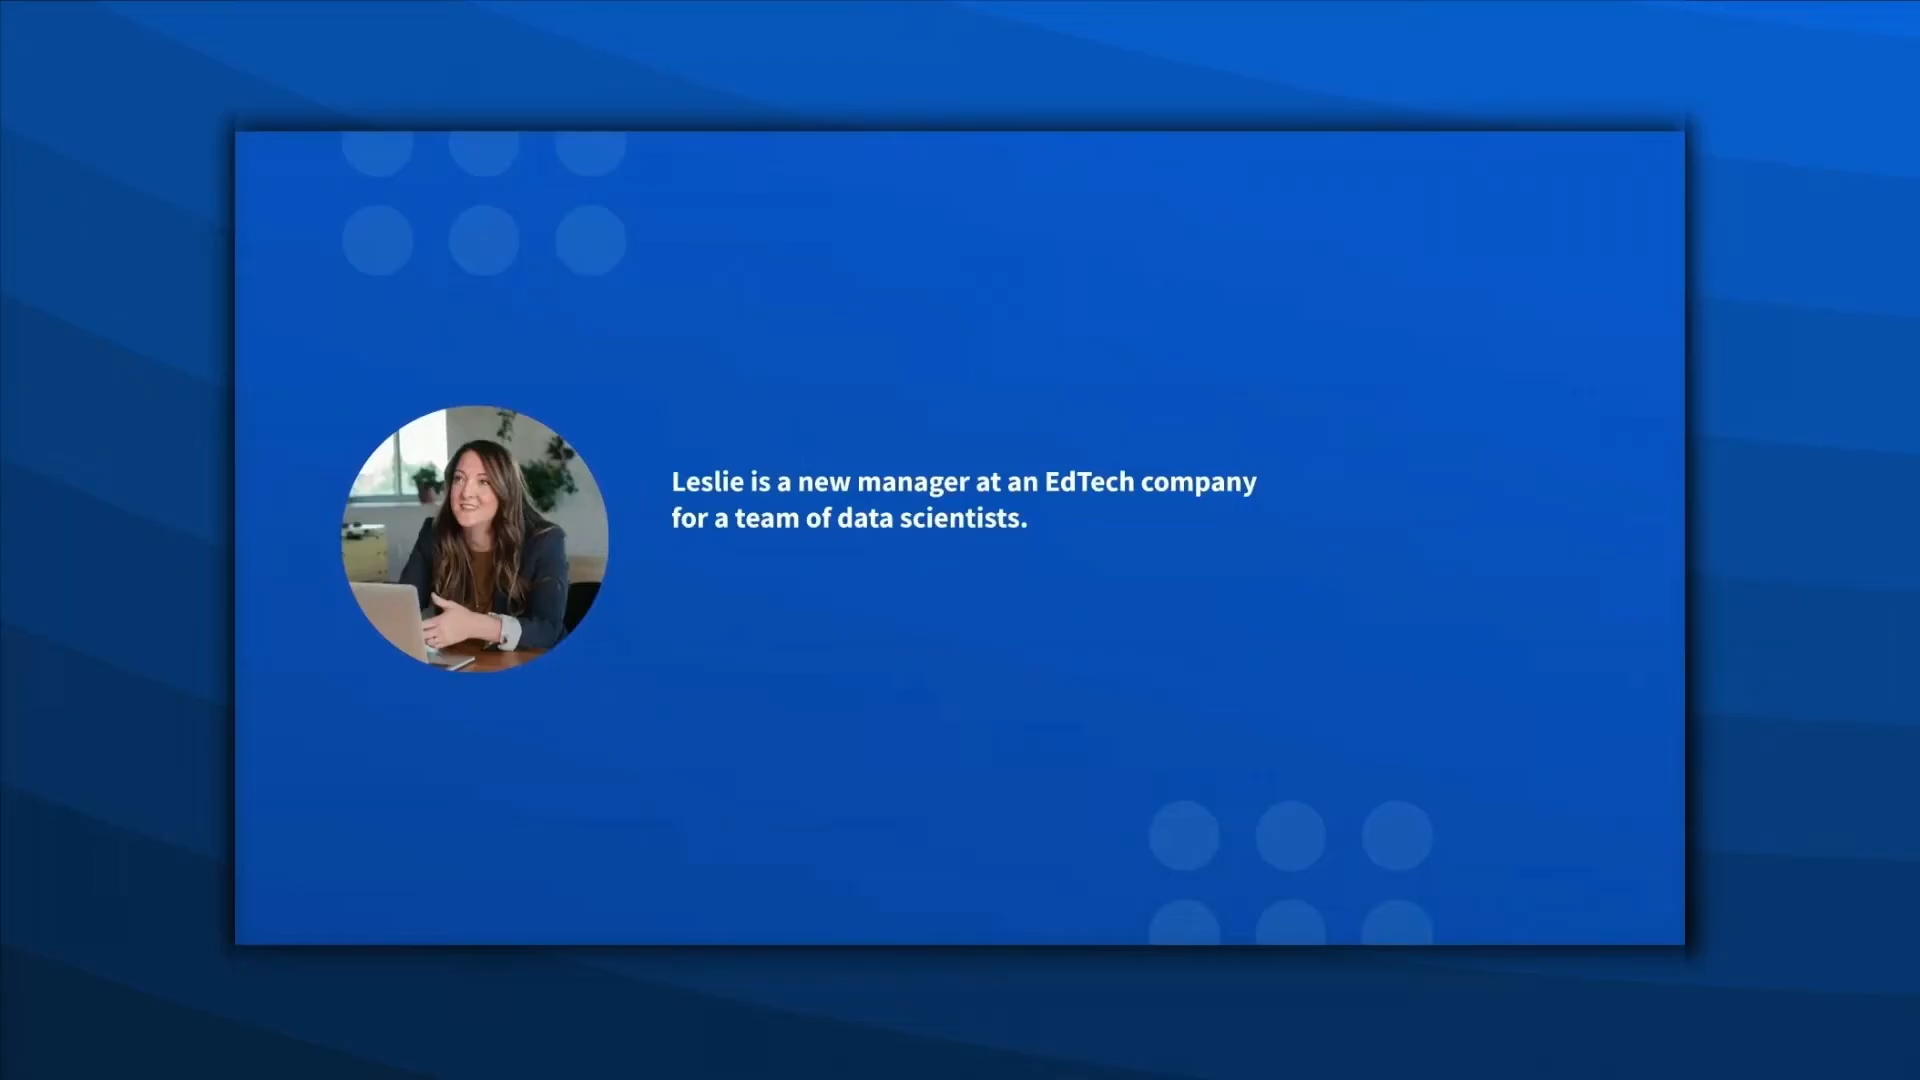 Leslie is a new manager at an EdTech company
for a team of data scientists.